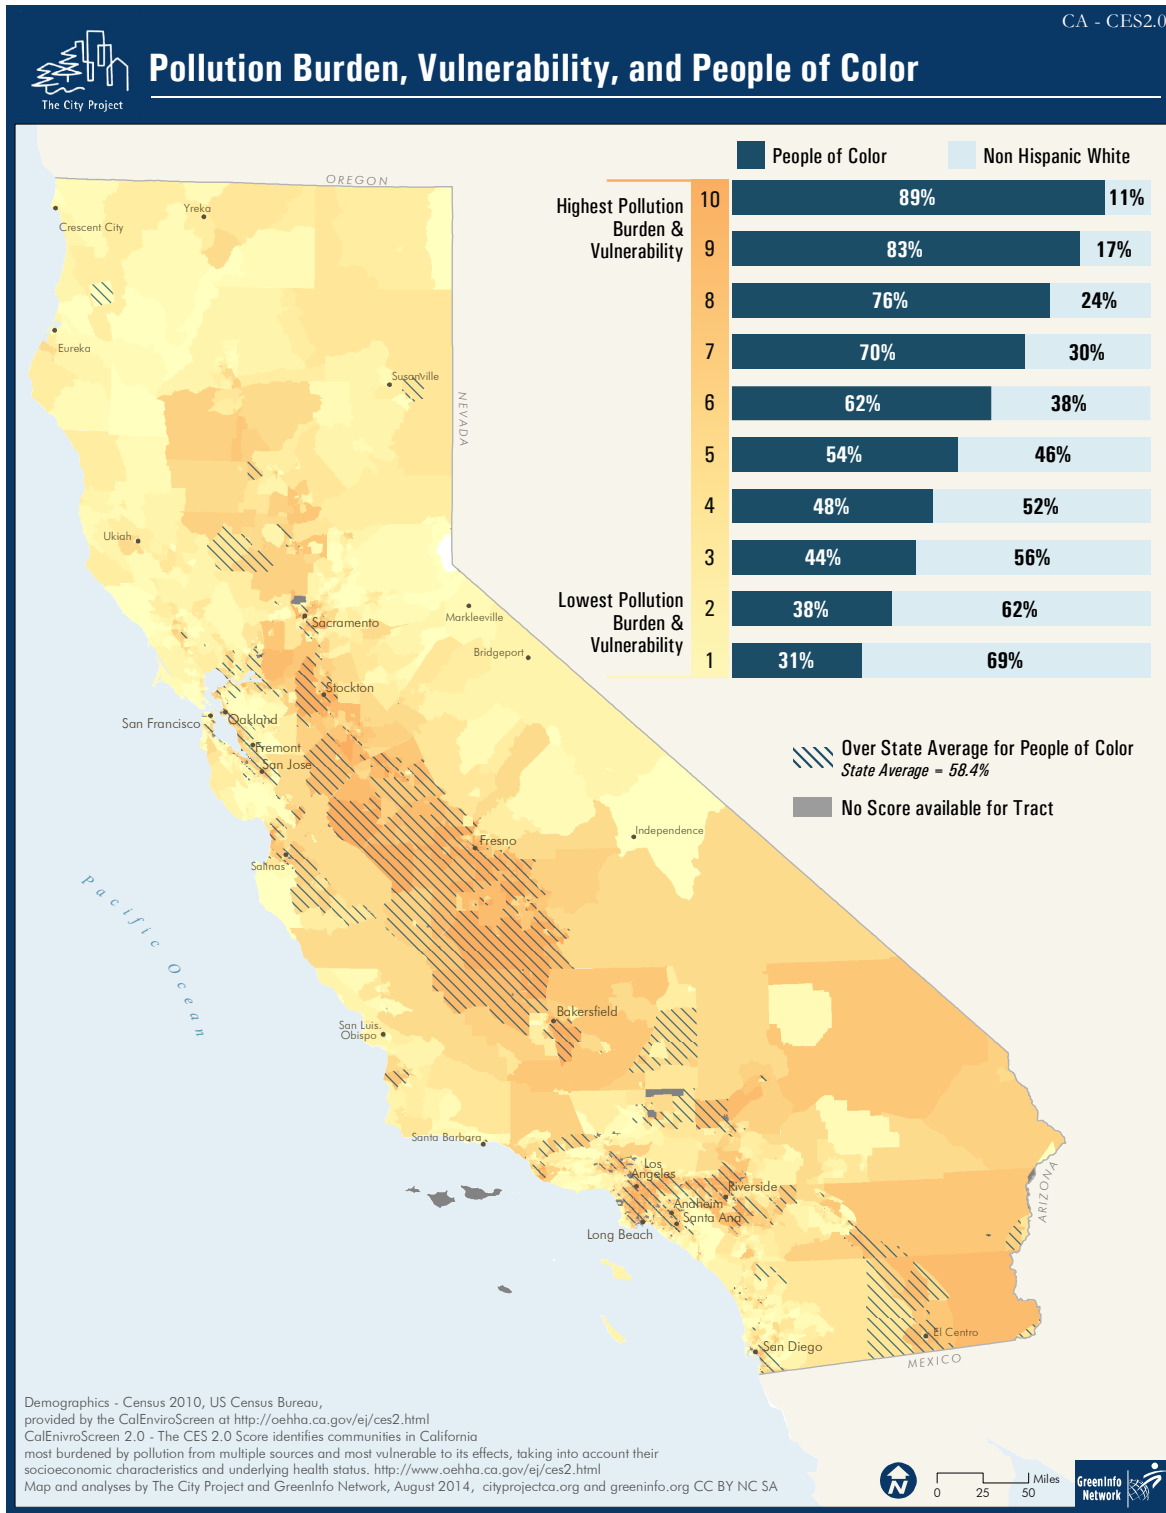 CA - CES2.0
The City Project
Pollution Burden, Vulnerability, and People of Color
People of Color
Non Hispanic White
Highest Pollution
Burden &
Vulnerability
10 89% 11%
9 83% 17%
8 76% 24%
7 70% 30%
6 62% 38%
5 54% 46%
4 48% 52%
3 44% 56%
Lowest Pollution
Burden &
Vulnerability
2 38% 62%
1 31% 69%
Over State Average for People of Color
State Average = 58.4%
No Score available for Tract
OREGON
Crescent City
Yreka
Eureka
Susanville
NEVADA
Ukiah
Sacramento
Markleeville
Bridgeport
Stockton
San Francisco
Oakland
Fremont
San Jose
Independence
Fresno
Salinas
Pacific Ocean
Bakersfield
San Luis.
Obispo
Santa Barbara
Los
Angeles
Riverside
Anaheim
Santa Ana
Long Beach
ARIZONA
El Centro
San Diego
MEXICO
Demographics - Census 2010, US Census Bureau,
provided by the CalEnviroScreen at http://oehha.ca.gov/ej/ces2.html
CalEnivroScreen 2.0 - The CES 2.0 Score identifies communities in California
most burdened by pollution from multiple sources and most vulnerable to its effects, taking into account their
socioeconomic characteristics and underlying health status. http://www.oehha.ca.gov/ej/ces2.html
Map and analyses by The City Project and GreenInfo Network, August 2014, cityprojectca.org and greeninfo.org CC BY NC SA
N
Miles
0 25 50
GreenInfo
Network